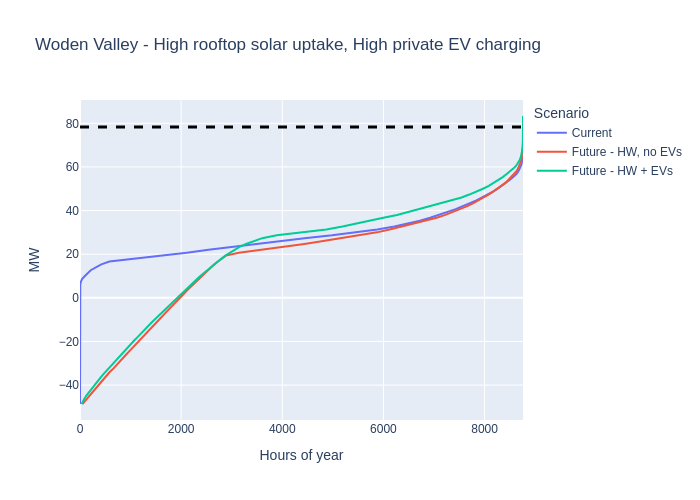 Woden Valley - High rooftop solar uptake, High private EV charging
Scenario
Current
Future - HW, no EVs
Future - HW + EVs
MW
80
60
40
20
0
−20
−40
0 2000 4000 6000 8000
Hours of year